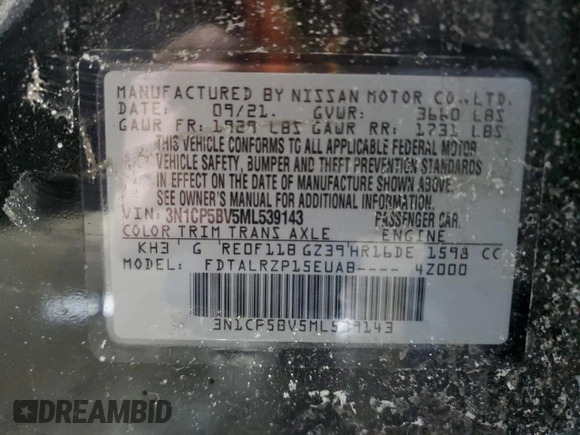 MANUFACTURED BY NISSAN MOTOR CO., LTD.
DATE: 09/21. GVWR: 3660 LBS
GAWR FR: 1929 LBS GAWR RR: 1731 LBS
THIS VEHICLE CONFORMS TO ALL APPLICABLE FEDERAL MOTOR
VEHICLE SAFETY, BUMPER AND THEFT PREVENTION STANDARDS
IN EFFECT ON THE DATE OF MANUFACTURE SHOWN ABOVE.
SEE OWNER'S MANUAL FOR ADDITIONAL INFORMATION.
VIN: 3N1CP5BV5ML539143 PASSENGER CAR.
COLOR TRIM TRANS AXLE ENGINE
KH3 G RE0F11B GZ39 HR16DE 1598 CC
MODEL: FDTALRZP15EUAB---- 4Z000
3N1CP5BV5ML539143
DREAMBID